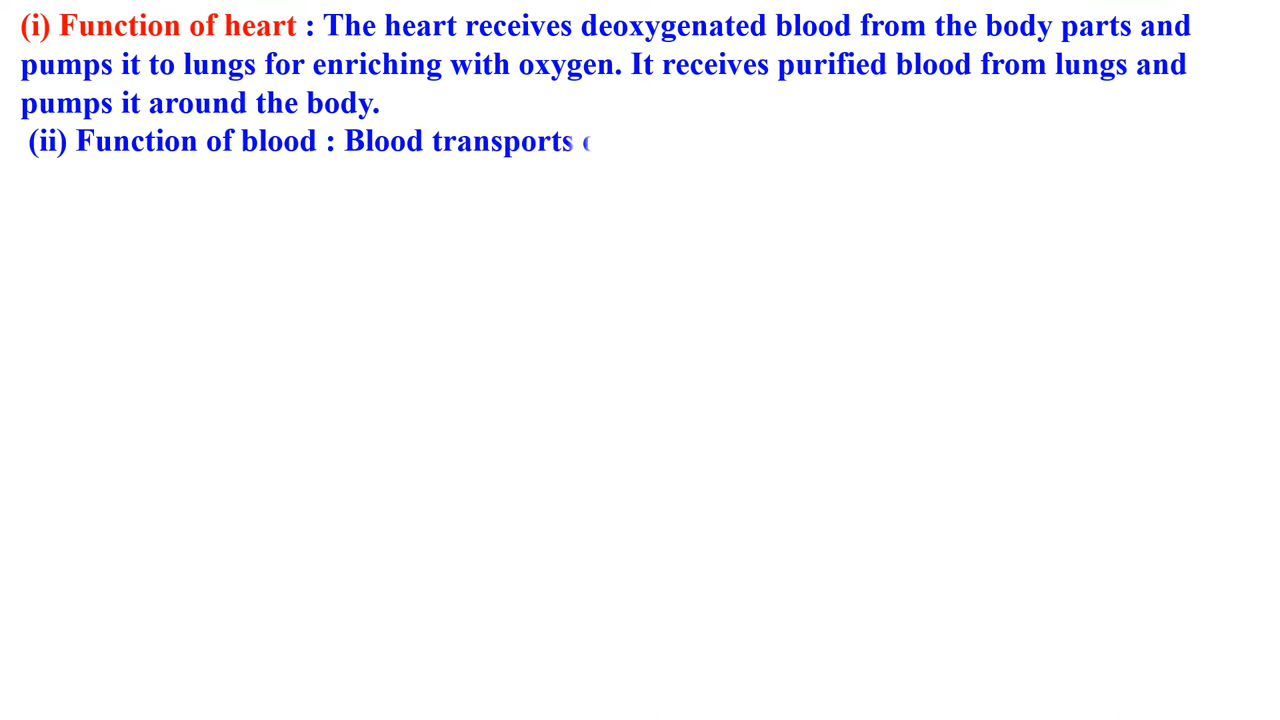 (i) Function of heart : The heart receives deoxygenated blood from the body parts and
pumps it to lungs for enriching with oxygen. It receives purified blood from lungs and
pumps it around the body.
(ii) Function of blood : Blood transports